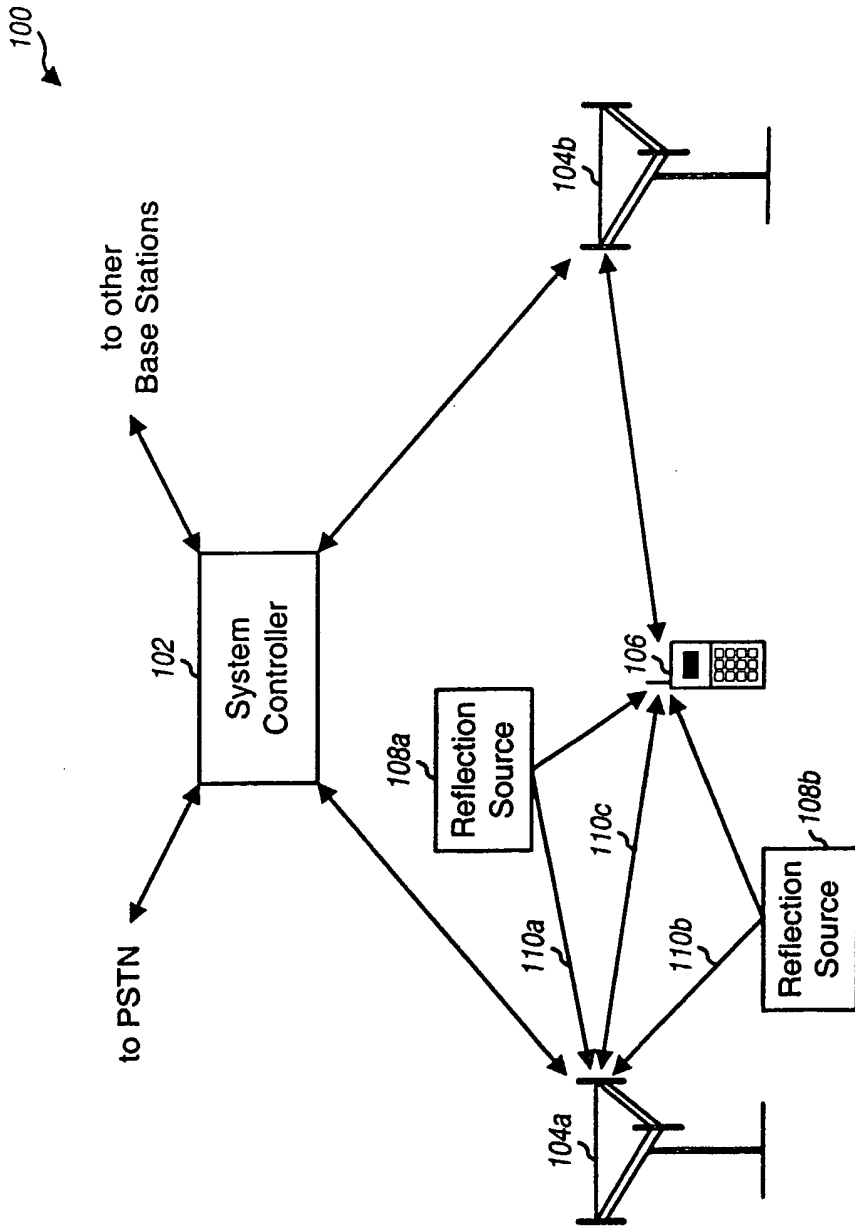 100
to PSTN
to other
Base Stations
102
System
Controller
108a
Reflection
Source
104a
110a
110c
110b
106
104b
Reflection
Source
108b